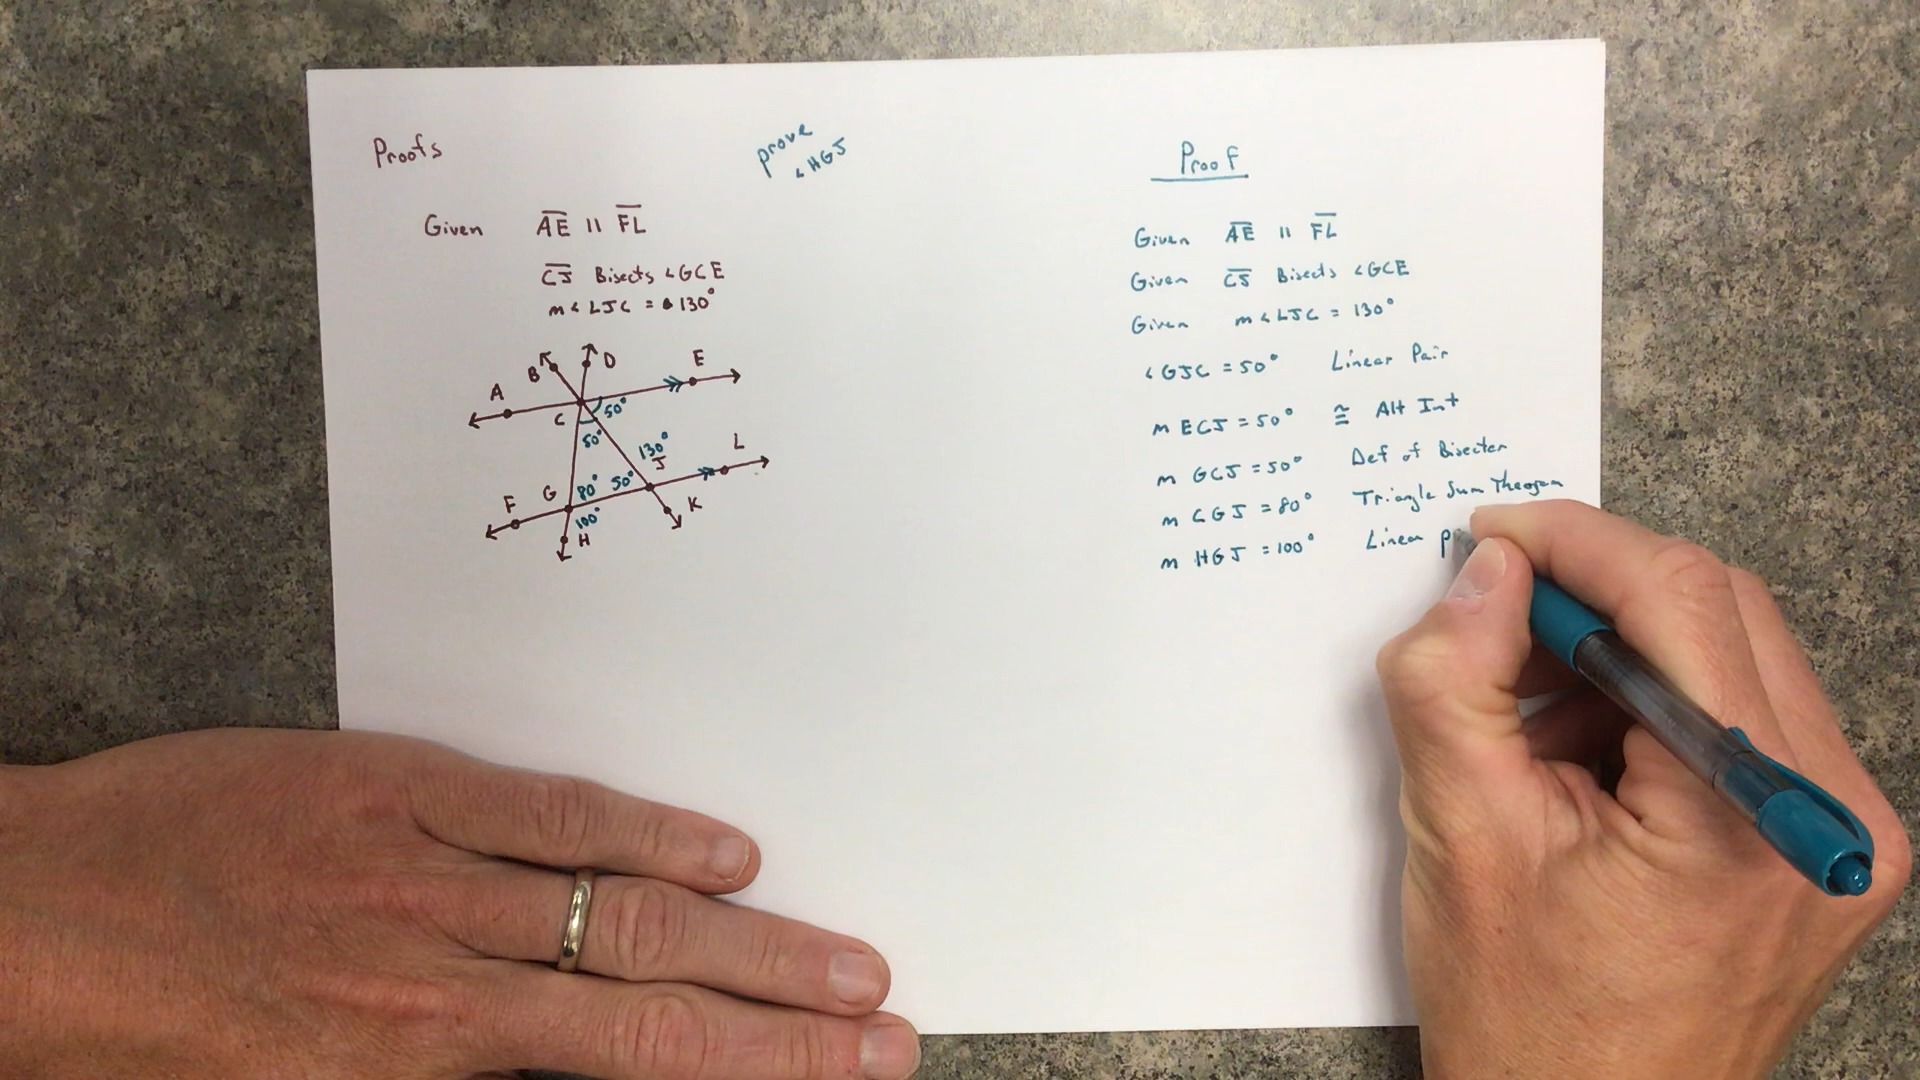 Proofs
prove
∠HGJ
Given AE || FL
CJ Bisects ∠GCE
m∠LJC = 130°
B
D
E
A
C
50°
50°
130°
J
L
G
80°
50°
F
100°
H
K
Proof
Given AE || FL
Given CJ Bisects ∠GCE
Given m∠LJC = 130°
∠GJC = 50° Linear Pair
m ECJ = 50° ≅ Alt Int
m GCJ = 50° Def of Bisecter
m CGJ = 80° Triangle Sum Theorem
m HGJ = 100° Linear p